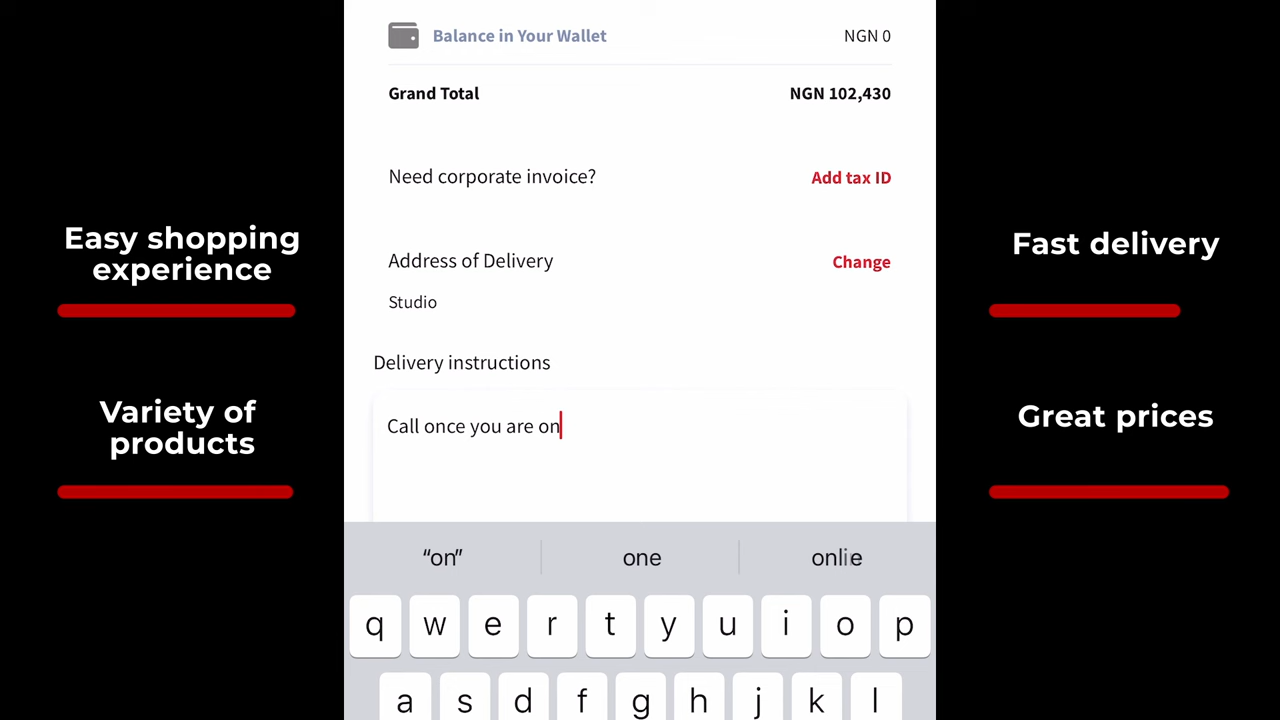 Balance in Your Wallet NGN 0
Grand Total NGN 102,430
Need corporate invoice? Add tax ID
Address of Delivery Change
Studio
Delivery instructions
Call once you are on
“on” one
q w e r t y u i o p
a s d f g h j k l
Easy shopping
experience
Variety of
products
Fast delivery
Great prices